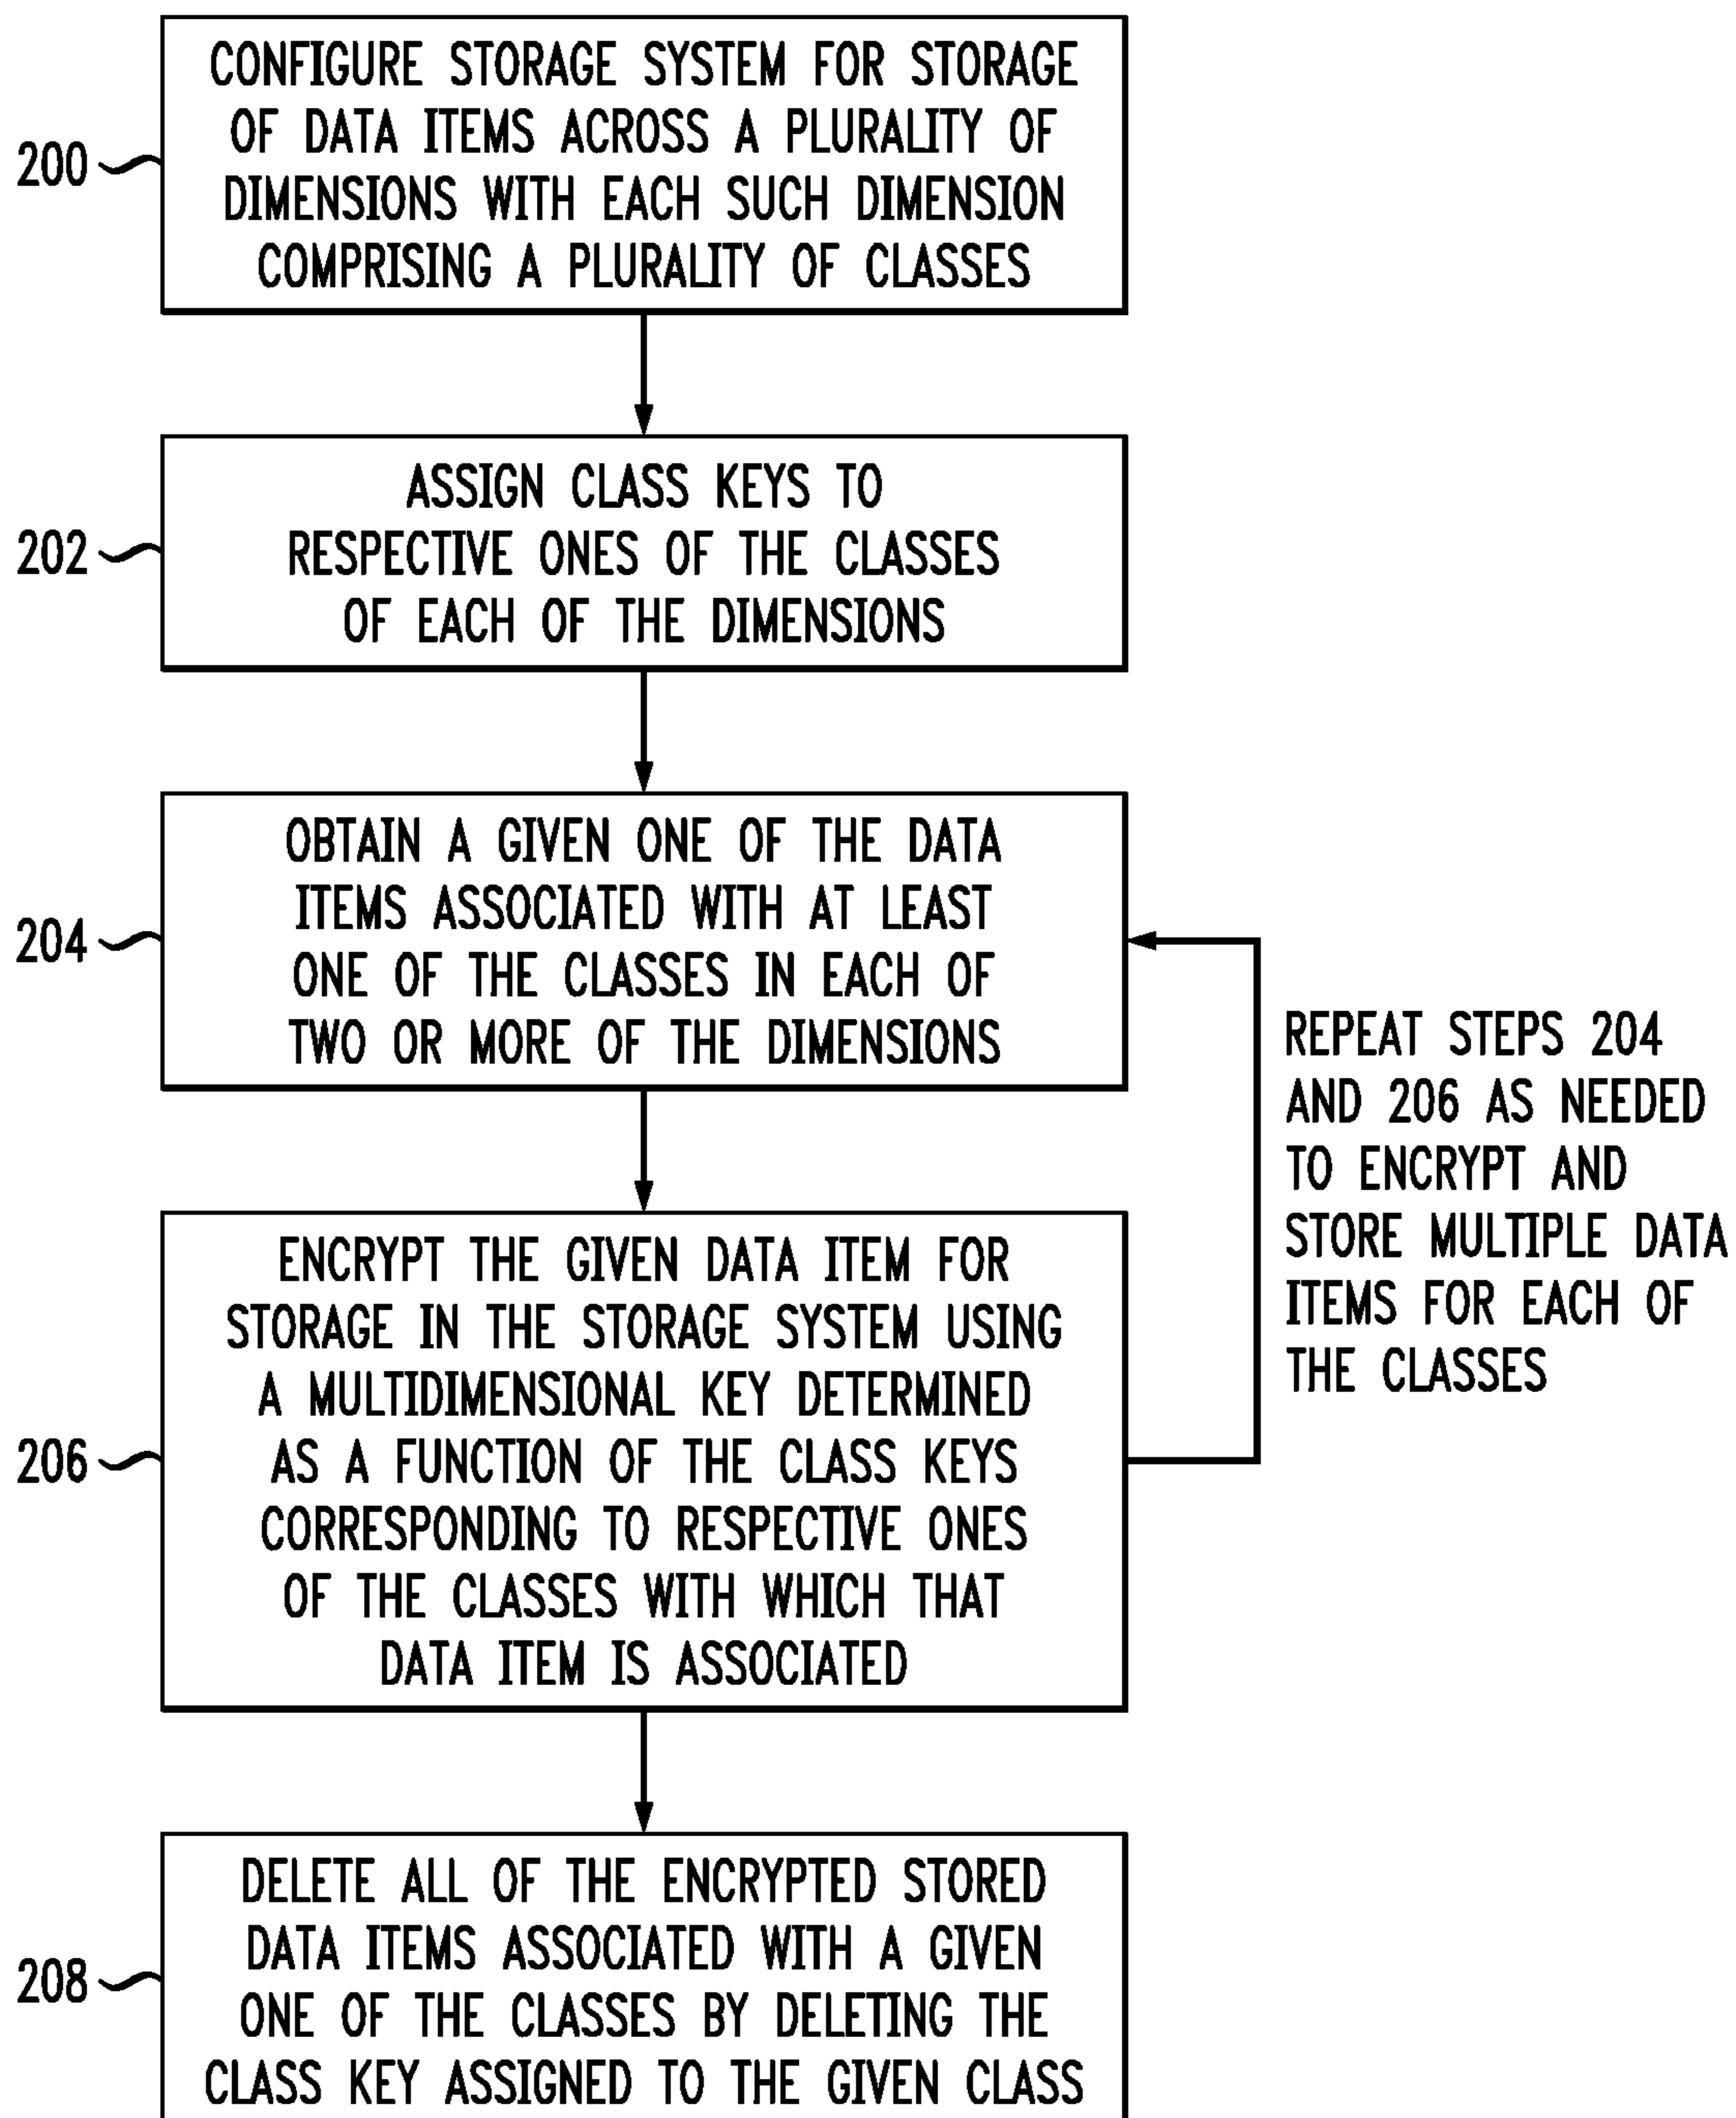 CONFIGURE STORAGE SYSTEM FOR STORAGE
OF DATA ITEMS ACROSS A PLURALITY OF
DIMENSIONS WITH EACH SUCH DIMENSION
COMPRISING A PLURALITY OF CLASSES
200
ASSIGN CLASS KEYS TO
RESPECTIVE ONES OF THE CLASSES
OF EACH OF THE DIMENSIONS
202
OBTAIN A GIVEN ONE OF THE DATA
ITEMS ASSOCIATED WITH AT LEAST
ONE OF THE CLASSES IN EACH OF
TWO OR MORE OF THE DIMENSIONS
204
REPEAT STEPS 204
AND 206 AS NEEDED
TO ENCRYPT AND
STORE MULTIPLE DATA
ITEMS FOR EACH OF
THE CLASSES
ENCRYPT THE GIVEN DATA ITEM FOR
STORAGE IN THE STORAGE SYSTEM USING
A MULTIDIMENSIONAL KEY DETERMINED
AS A FUNCTION OF THE CLASS KEYS
CORRESPONDING TO RESPECTIVE ONES
OF THE CLASSES WITH WHICH THAT
DATA ITEM IS ASSOCIATED
206
DELETE ALL OF THE ENCRYPTED STORED
DATA ITEMS ASSOCIATED WITH A GIVEN
ONE OF THE CLASSES BY DELETING THE
CLASS KEY ASSIGNED TO THE GIVEN CLASS
208